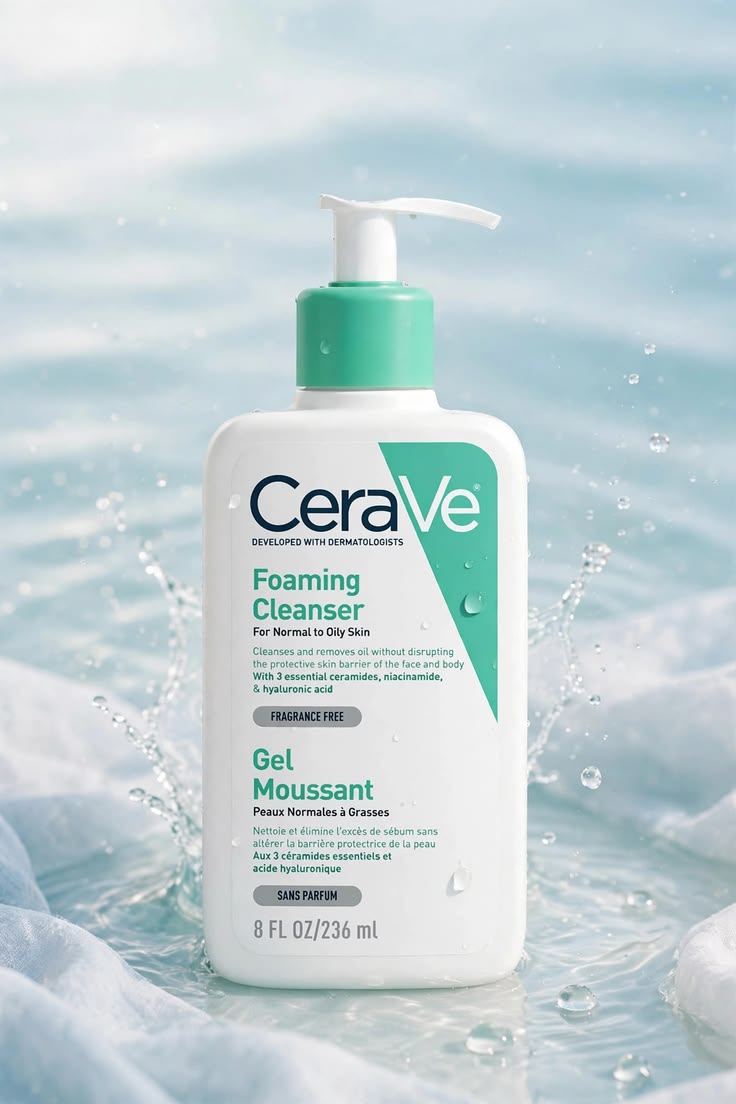 CeraVe®
DEVELOPED WITH DERMATOLOGISTS
Foaming
Cleanser
For Normal to Oily Skin
Cleanses and removes oil without disrupting
the protective skin barrier of the face and body
With 3 essential ceramides, niacinamide,
& hyaluronic acid
FRAGRANCE FREE
Gel
Moussant
Peaux Normales à Grasses
Nettoie et élimine l'excès de sébum sans
altérer la barrière protectrice de la peau
Aux 3 céramides essentiels et
acide hyaluronique
SANS PARFUM
8 FL OZ/236 ml